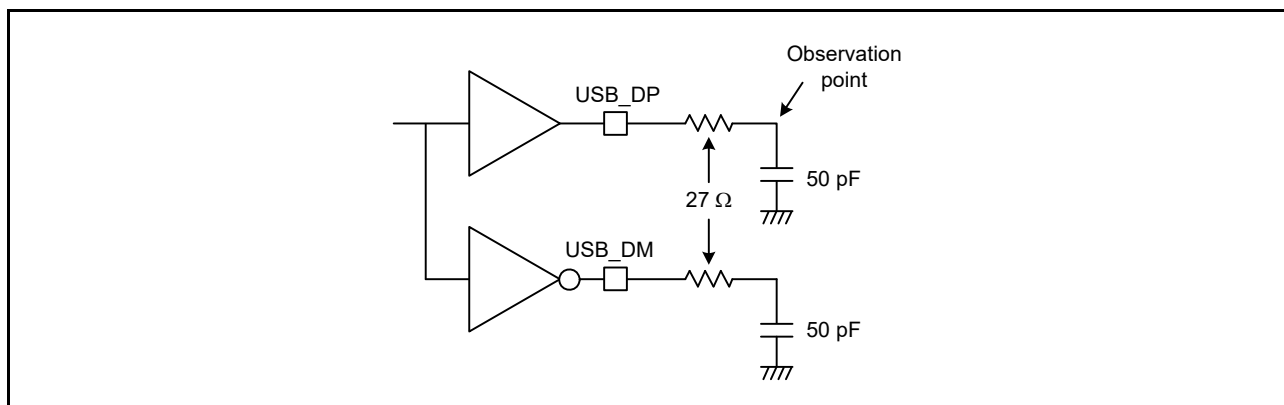 Observation
point
USB_DP
50 pF
27 Ω
USB_DM
50 pF